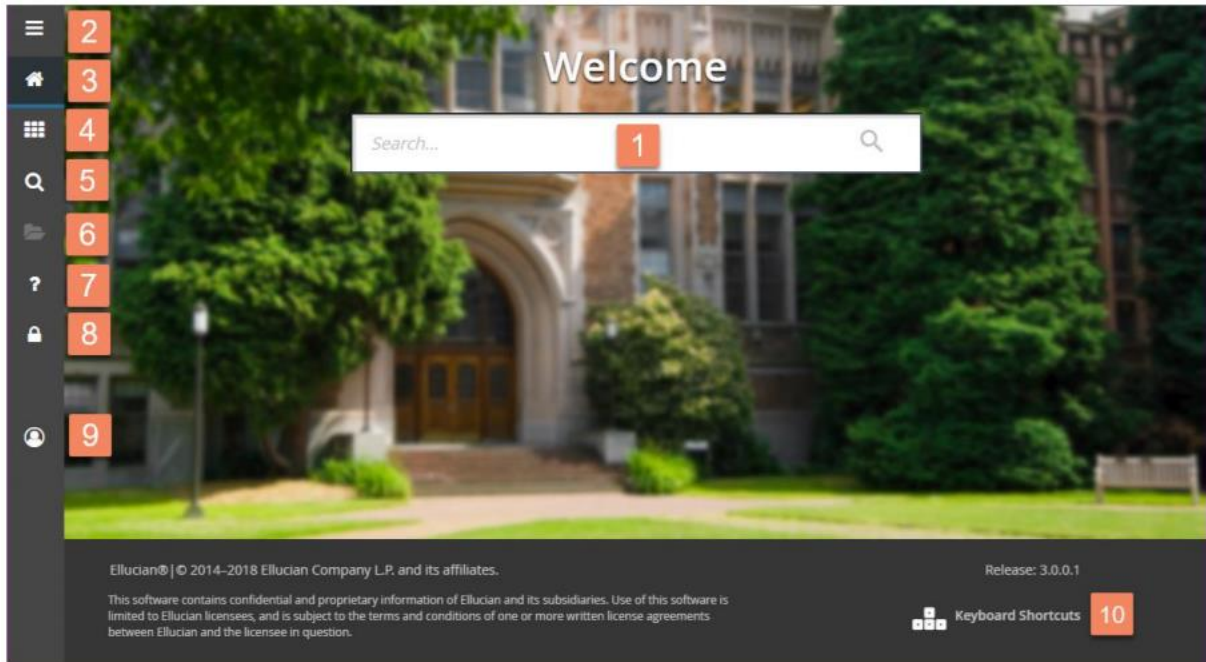 2
Welcome
3
4
Search... 1
5
6
? 7
8
9
Ellucian®|© 2014–2018 Ellucian Company L.P. and its affiliates.
Release: 3.0.0.1
This software contains confidential and proprietary information of Ellucian and its subsidiaries. Use of this software is
limited to Ellucian licensees, and is subject to the terms and conditions of one or more written license agreements
between Ellucian and the licensee in question.
Keyboard Shortcuts 10